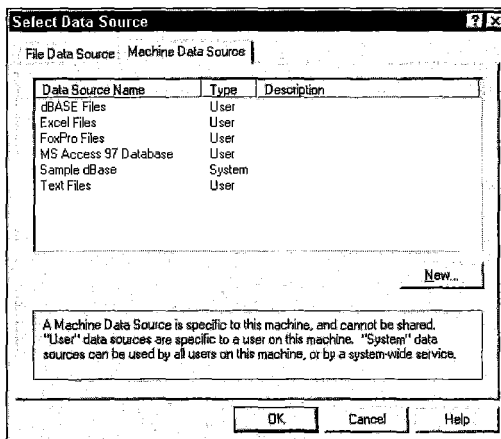 Select Data Source
File Data Source Machine Data Source
Data Source Name Type Description
dBASE Files User
Excel Files User
FoxPro Files User
MS Access 97 Database User
Sample dBase System
Text Files User
New...
A Machine Data Source is specific to this machine, and cannot be shared.
"User" data sources are specific to a user on this machine. "System" data
sources can be used by all users on this machine, or by a system-wide service.
OK Cancel Help